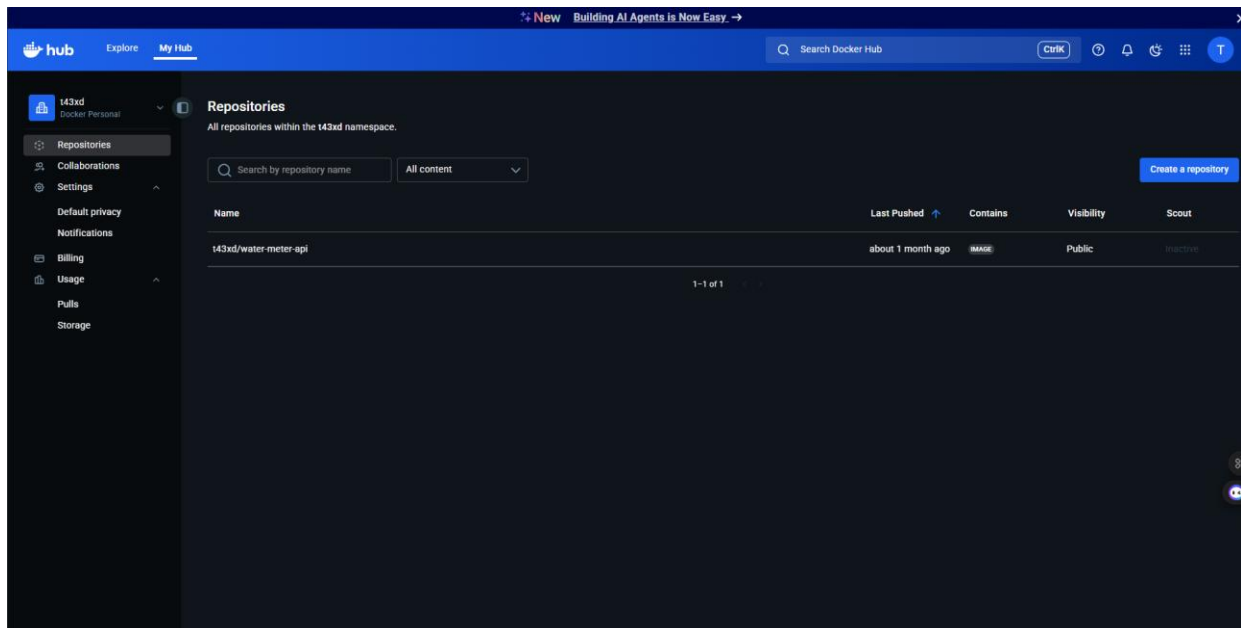 New Building AI Agents is Now Easy →
hub Explore My Hub Search Docker Hub CtrlK T
t43xd
Docker Personal
Repositories
Collaborations
Settings
Default privacy
Notifications
Billing
Usage
Pulls
Storage
Repositories
All repositories within the t43xd namespace.
Search by repository name All content Create a repository
Name Last Pushed ↑ Contains Visibility Scout
t43xd/water-meter-api about 1 month ago IMAGE Public Inactive
1-1 of 1